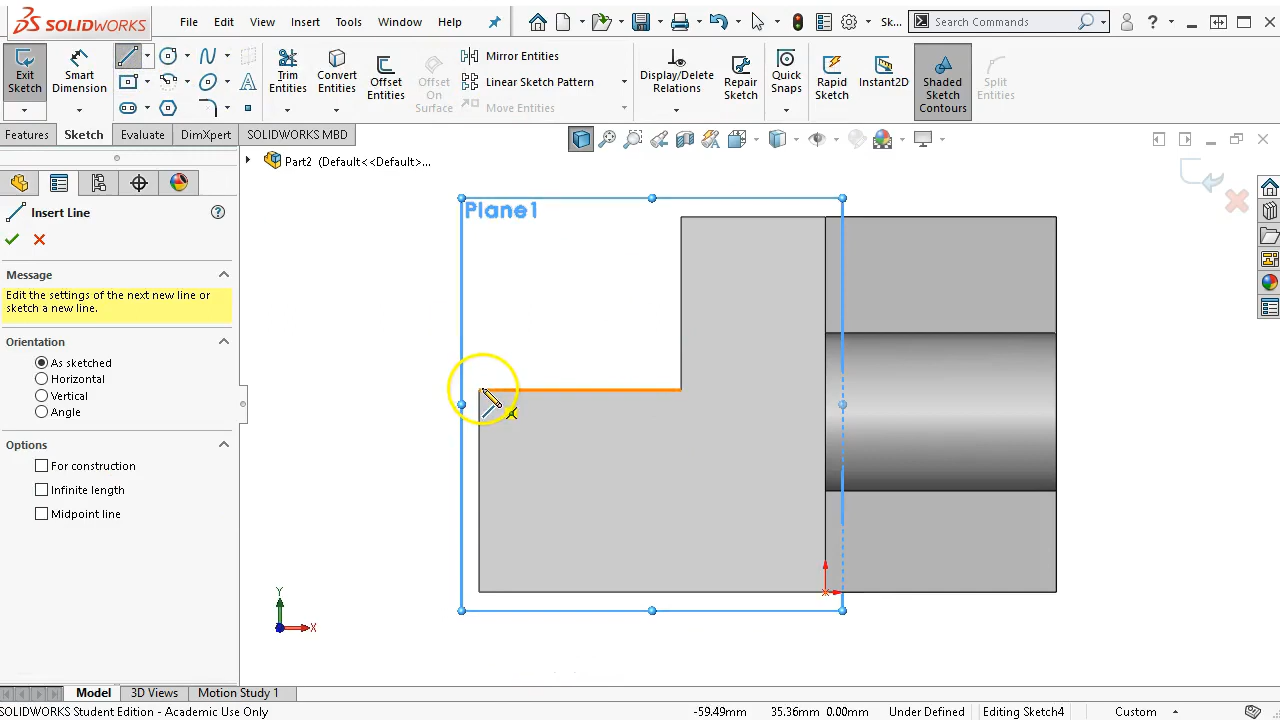 SOLIDWORKS File Edit View Insert Tools Window Help Sk... Search Commands
Exit Sketch
Smart Dimension
Trim Entities
Convert Entities
Offset Entities
Offset On Surface
Mirror Entities
Linear Sketch Pattern
Move Entities
Display/Delete Relations
Repair Sketch
Quick Snaps
Rapid Sketch
Instant2D
Shaded Sketch Contours
Split Entities
Features Sketch Evaluate DimXpert SOLIDWORKS MBD
Part2 (Default<<Default>...
Insert Line
Message
Edit the settings of the next new line or
sketch a new line.
Orientation
As sketched
Horizontal
Vertical
Angle
Options
For construction
Infinite length
Midpoint line
Plane1
Y
X
Model 3D Views Motion Study 1
SOLIDWORKS Student Edition - Academic Use Only -59.49mm 35.36mm 0.00mm Under Defined Editing Sketch4 Custom